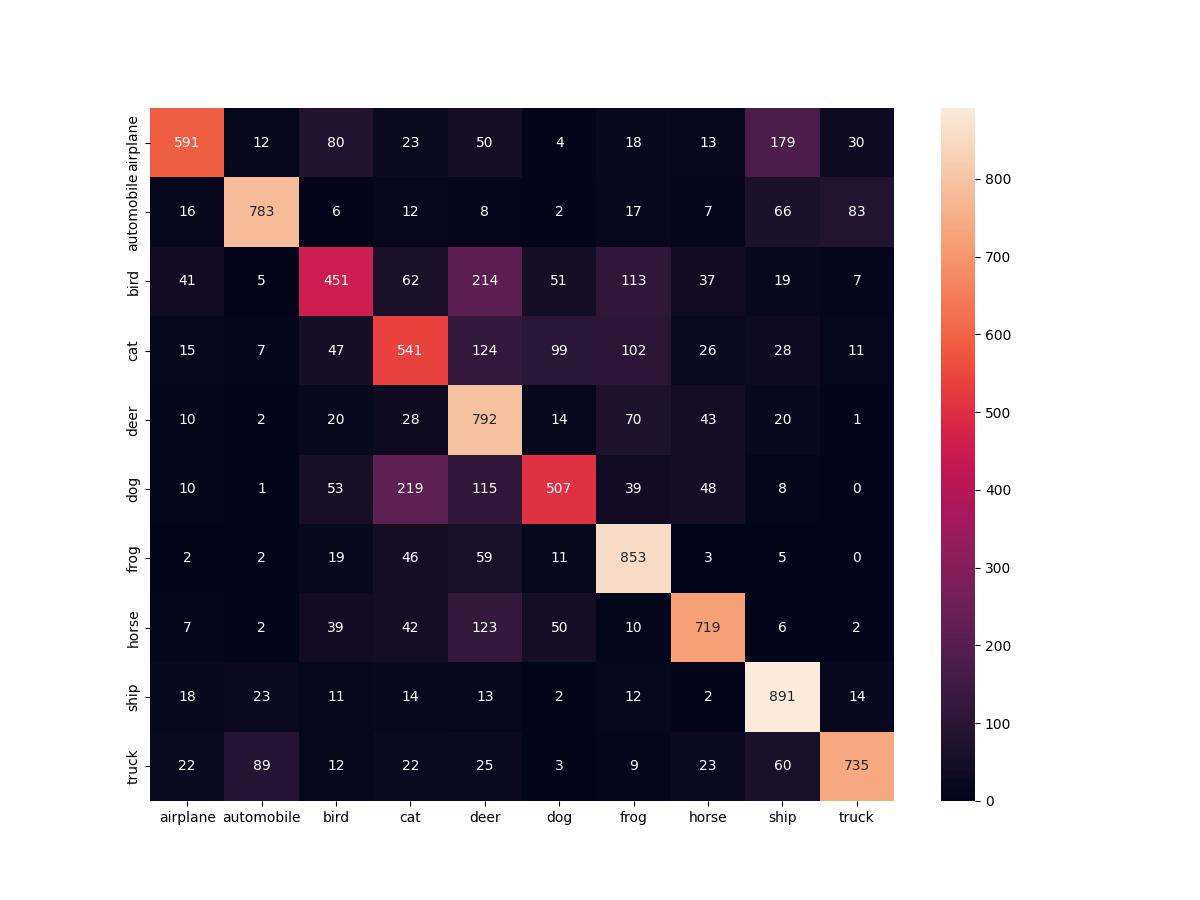 airplane 591 12 80 23 50 4 18 13 179 30
automobile 16 783 6 12 8 2 17 7 66 83
bird 41 5 451 62 214 51 113 37 19 7
cat 15 7 47 541 124 99 102 26 28 11
deer 10 2 20 28 792 14 70 43 20 1
dog 10 1 53 219 115 507 39 48 8 0
frog 2 2 19 46 59 11 853 3 5 0
horse 7 2 39 42 123 50 10 719 6 2
ship 18 23 11 14 13 2 12 2 891 14
truck 22 89 12 22 25 3 9 23 60 735
airplane automobile bird cat deer dog frog horse ship truck
800
700
600
500
400
300
200
100
0